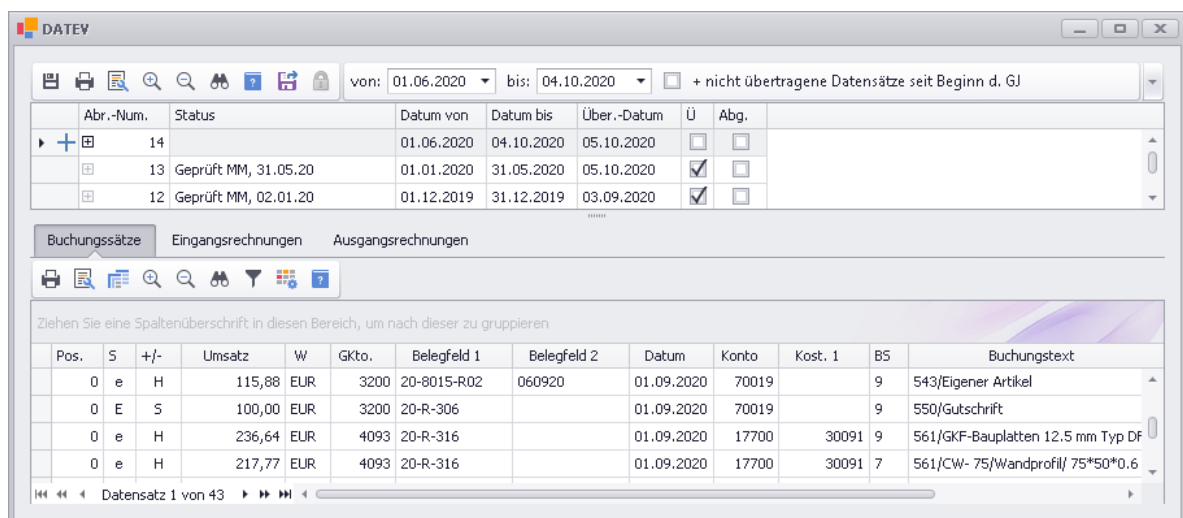 DATEV
von: 01.06.2020 bis: 04.10.2020 + nicht übertragene Datensätze seit Beginn d. GJ
Abr.-Num. Status Datum von Datum bis Über.-Datum Ü Abg.
14 01.06.2020 04.10.2020 05.10.2020
13 Geprüft MM, 31.05.20 01.01.2020 31.05.2020 05.10.2020
12 Geprüft MM, 02.01.20 01.12.2019 31.12.2019 03.09.2020
Buchungssätze Eingangsrechnungen Ausgangsrechnungen
Ziehen Sie eine Spaltenüberschrift in diesen Bereich, um nach dieser zu gruppieren
Pos. S +/- Umsatz W GKto. Belegfeld 1 Belegfeld 2 Datum Konto Kost. 1 BS Buchungstext
0 e H 115,88 EUR 3200 20-8015-R02 060920 01.09.2020 70019 9 543/Eigener Artikel
0 E S 100,00 EUR 3200 20-R-306 01.09.2020 70019 9 550/Gutschrift
0 e H 236,64 EUR 4093 20-R-316 01.09.2020 17700 30091 9 561/GKF-Bauplatten 12.5 mm Typ DF
0 e H 217,77 EUR 4093 20-R-316 01.09.2020 17700 30091 7 561/CW- 75/Wandprofil/ 75*50*0.6
Datensatz 1 von 43